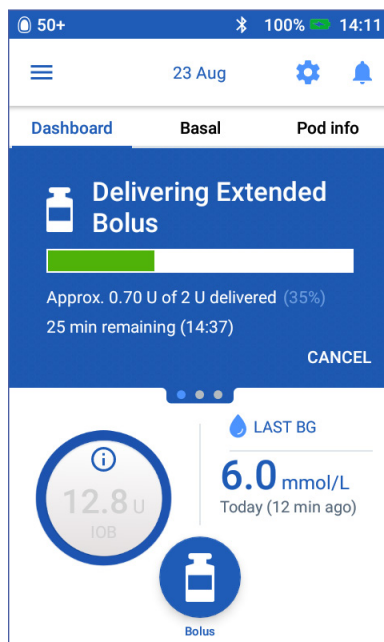 50+ 100% 14:11
23 Aug
Dashboard Basal Pod info
Delivering Extended
Bolus
Approx. 0.70 U of 2 U delivered (35%)
25 min remaining (14:37)
CANCEL
LAST BG
6.0 mmol/L
Today (12 min ago)
12.8 U
IOB
Bolus